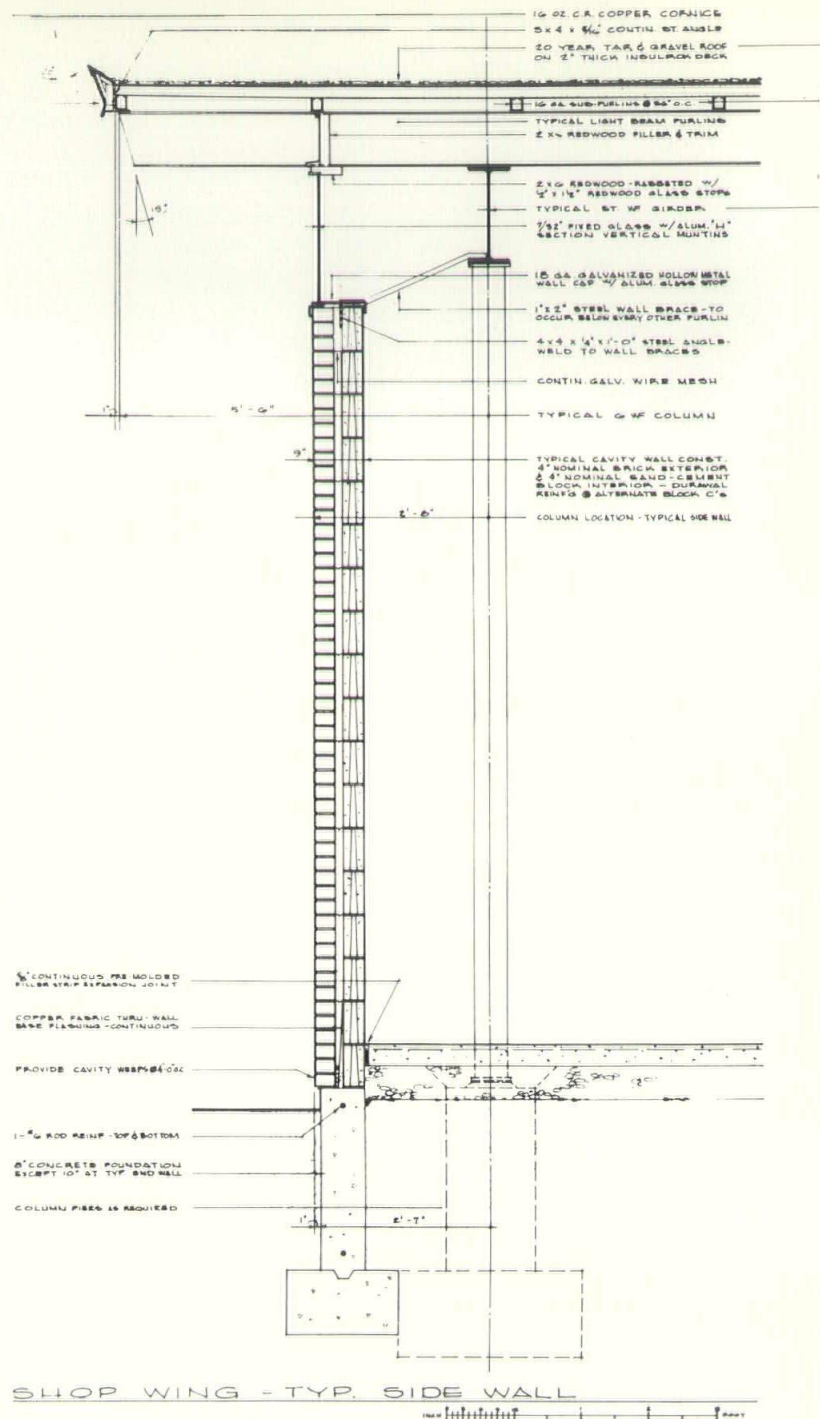 16 OZ. C.R. COPPER CORNICE
5 x 4 x 5/16" CONTIN. ST. ANGLE
20 YEAR TAR & GRAVEL ROOF
ON 2" THICK INSULROK DECK
16 GA. SUB-PURLINS @ O.C.
TYPICAL LIGHT BEAM PURLING
REDWOOD FILLER & TRIM
15°
2 x 6 REDWOOD - RABBETED W/
1/2" x 1 1/2" REDWOOD GLASS STOPS
TYPICAL ST. WF GIRDER
7/32" FIXED GLASS W/ ALUM. "H"
SECTION VERTICAL MUNTINS
18 GA. GALVANIZED HOLLOW METAL
WALL CAP W/ ALUM. GLASS STOP
1" x 2" STEEL WALL BRACE - TO
OCCUR BELOW EVERY OTHER PURLIN
4 x 4 x 1/4" x 1'-0" STEEL ANGLE-
WELD TO WALL BRACES
CONTIN. GALV. WIRE MESH
1"
5'-6"
TYPICAL 6 WF COLUMN
9"
TYPICAL CAVITY WALL CONST.
4" NOMINAL BRICK EXTERIOR
& 4" NOMINAL SAND-CEMENT
BLOCK INTERIOR - DURAWAL
REINF'G @ ALTERNATE BLOCK C's
2'-8"
COLUMN LOCATION - TYPICAL SIDE WALL
CONTINUOUS PRE-MOLDED
FILLER STRIP EXPANSION JOINT
COPPER FABRIC THRU-WALL
BASE FLASHING - CONTINUOUS
PROVIDE CAVITY WEEPS @ 4'-0" OC
1-#6 ROD REINF - TOP & BOTTOM
8" CONCRETE FOUNDATION
EXCEPT 10" AT TYP. END WALL
COLUMN PIERS AS REQUIRED
1"
2'-7"
SHOP WING - TYP. SIDE WALL
INCH
FOOT